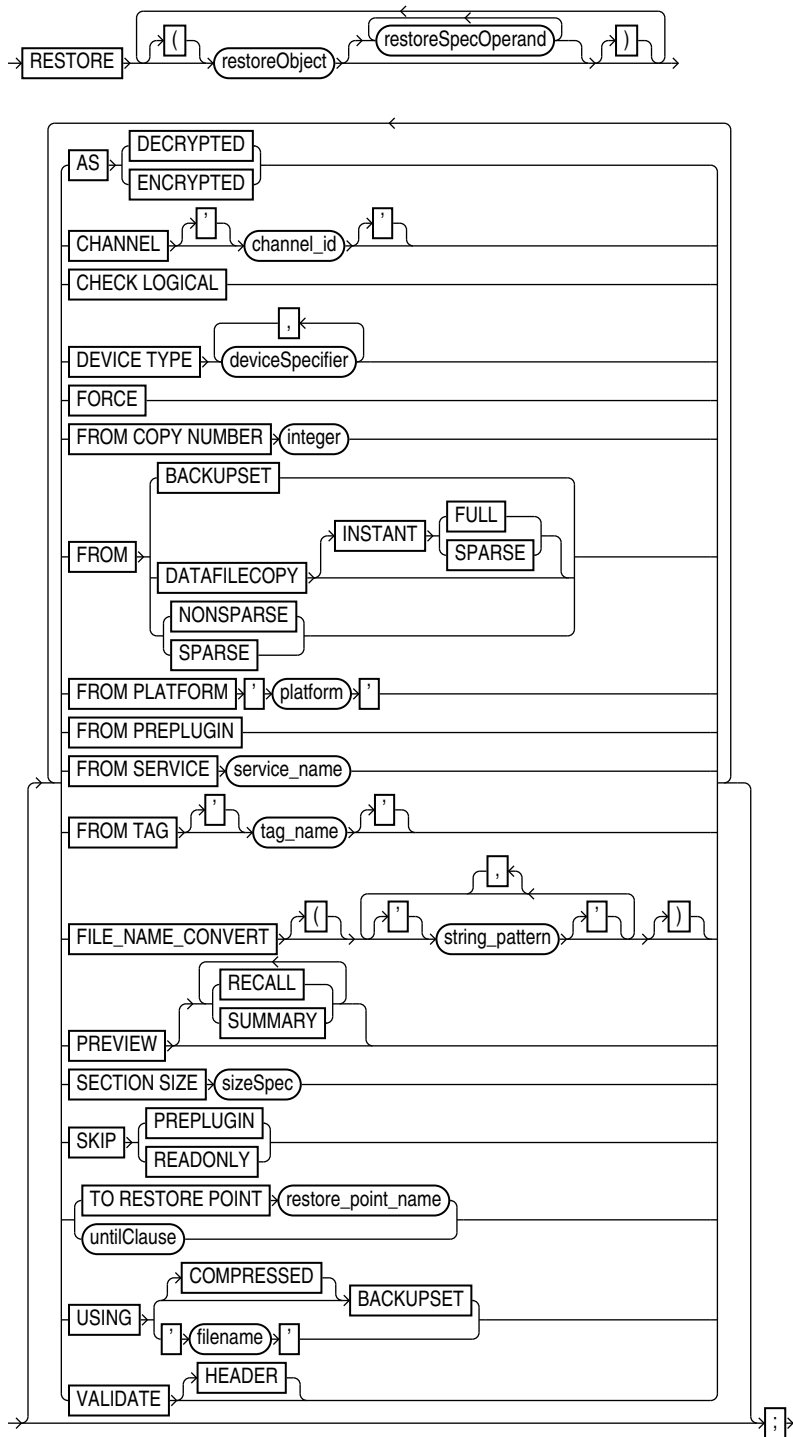 RESTORE ( restoreObject restoreSpecOperand )
AS DECRYPTED
ENCRYPTED
CHANNEL ' channel_id '
CHECK LOGICAL
,
DEVICE TYPE deviceSpecifier
FORCE
FROM COPY NUMBER integer
BACKUPSET
FULL
INSTANT
SPARSE
FROM
DATAFILECOPY
NONSPARSE
SPARSE
FROM PLATFORM ' platform '
FROM PREPLUGIN
FROM SERVICE service_name
FROM TAG ' tag_name '
,
FILE_NAME_CONVERT ( ' string_pattern ' )
RECALL
SUMMARY
PREVIEW
SECTION SIZE sizeSpec
PREPLUGIN
SKIP
READONLY
TO RESTORE POINT restore_point_name
untilClause
COMPRESSED
BACKUPSET
USING
' filename '
HEADER
VALIDATE
;